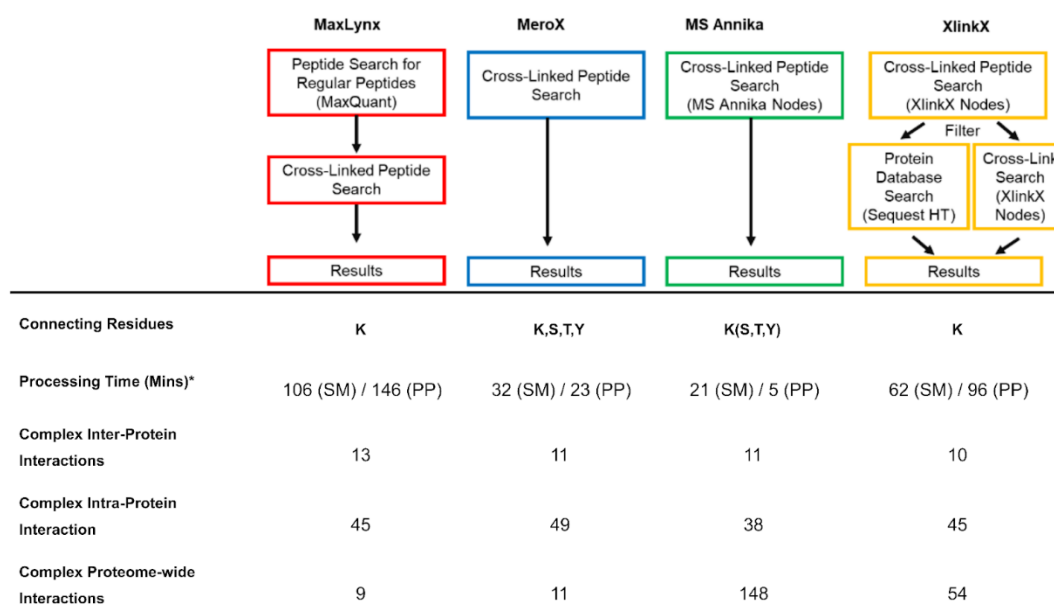 MaxLynx
MeroX
MS Annika
XlinkX
Peptide Search for
Regular Peptides
(MaxQuant)
Cross-Linked Peptide
Search
Cross-Linked Peptide
Search
(MS Annika Nodes)
Cross-Linked Peptide
Search
(XlinkX Nodes)
Filter
Cross-Linked Peptide
Search
Protein
Database
Search
(Sequest HT)
Cross-Link
Search
(XlinkX
Nodes)
Results
Results
Results
Results
Connecting Residues K K,S,T,Y K(S,T,Y) K
Processing Time (Mins)* 106 (SM) / 146 (PP) 32 (SM) / 23 (PP) 21 (SM) / 5 (PP) 62 (SM) / 96 (PP)
Complex Inter-Protein
Interactions 13 11 11 10
Complex Intra-Protein
Interaction 45 49 38 45
Complex Proteome-wide
Interactions 9 11 148 54